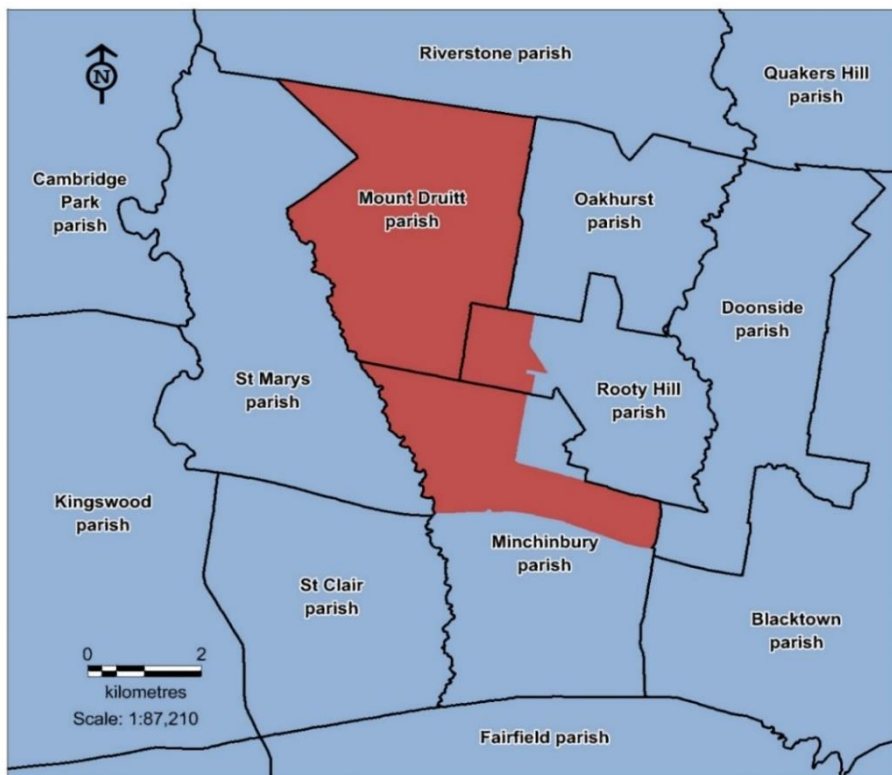 Riverstone parish
N
Quakers Hill
parish
Cambridge
Park
parish
Mount Druitt
parish
Oakhurst
parish
Doonside
parish
St Marys
parish
Rooty Hill
parish
Kingswood
parish
Minchinbury
parish
St Clair
parish
Blacktown
parish
0 2
kilometres
Scale: 1:87,210
Fairfield parish